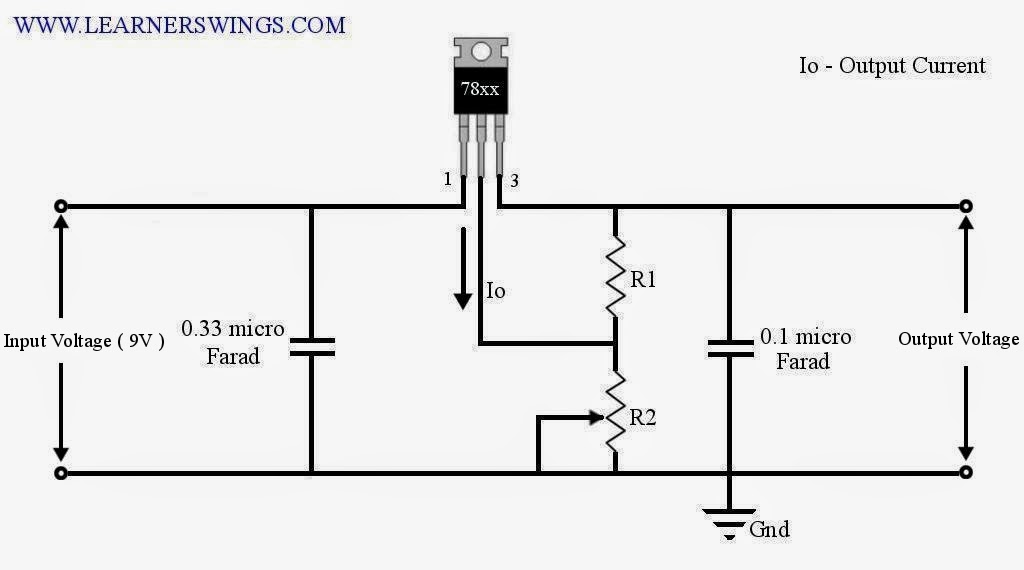 WWW.LEARNERSWINGS.COM
Io - Output Current
78xx
1
3
Io
R1
Input Voltage ( 9V )
0.33 micro
Farad
0.1 micro
Farad
Output Voltage
R2
Gnd